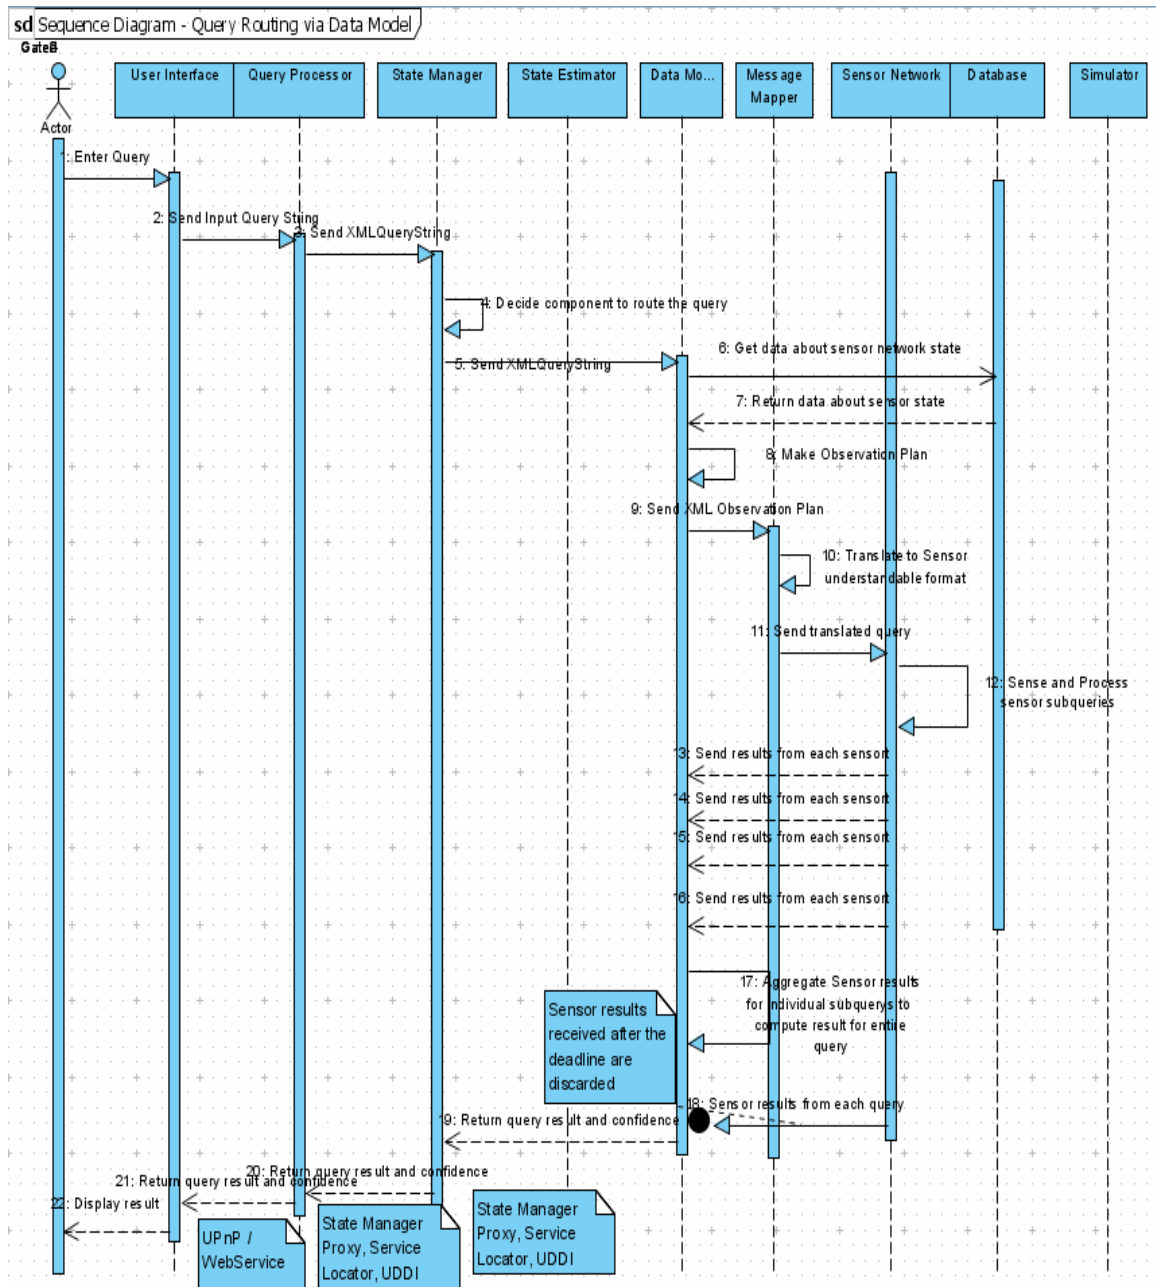 sd Sequence Diagram - Query Routing via Data Model
Actor
User Interface
Query Processor
State Manager
State Estimator
Data Mo...
Message
Mapper
Sensor Network
Database
Simulator
1: Enter Query
2: Send Input Query String
3: Send XMLQueryString
4: Decide component to route the query
5: Send XMLQueryString
6: Get data about sensor network state
7: Return data about sensor state
8: Make Observation Plan
9: Send XML Observation Plan
10: Translate to Sensor
understandable format
11: Send translated query
12: Sense and Process
sensor subqueries
13: Send results from each sensort
14: Send results from each sensort
15: Send results from each sensort
16: Send results from each sensort
17: Aggregate Sensor results
for individual subquerys to
compute result for entire
query
Sensor results
received after the
deadline are
discarded
18: Sensor results from each query
19: Return query result and confidence
20: Return query result and confidence
21: Return query result and confidence
22: Display result
UPnP /
WebService
State Manager
Proxy, Service
Locator, UDDI
State Manager
Proxy, Service
Locator, UDDI